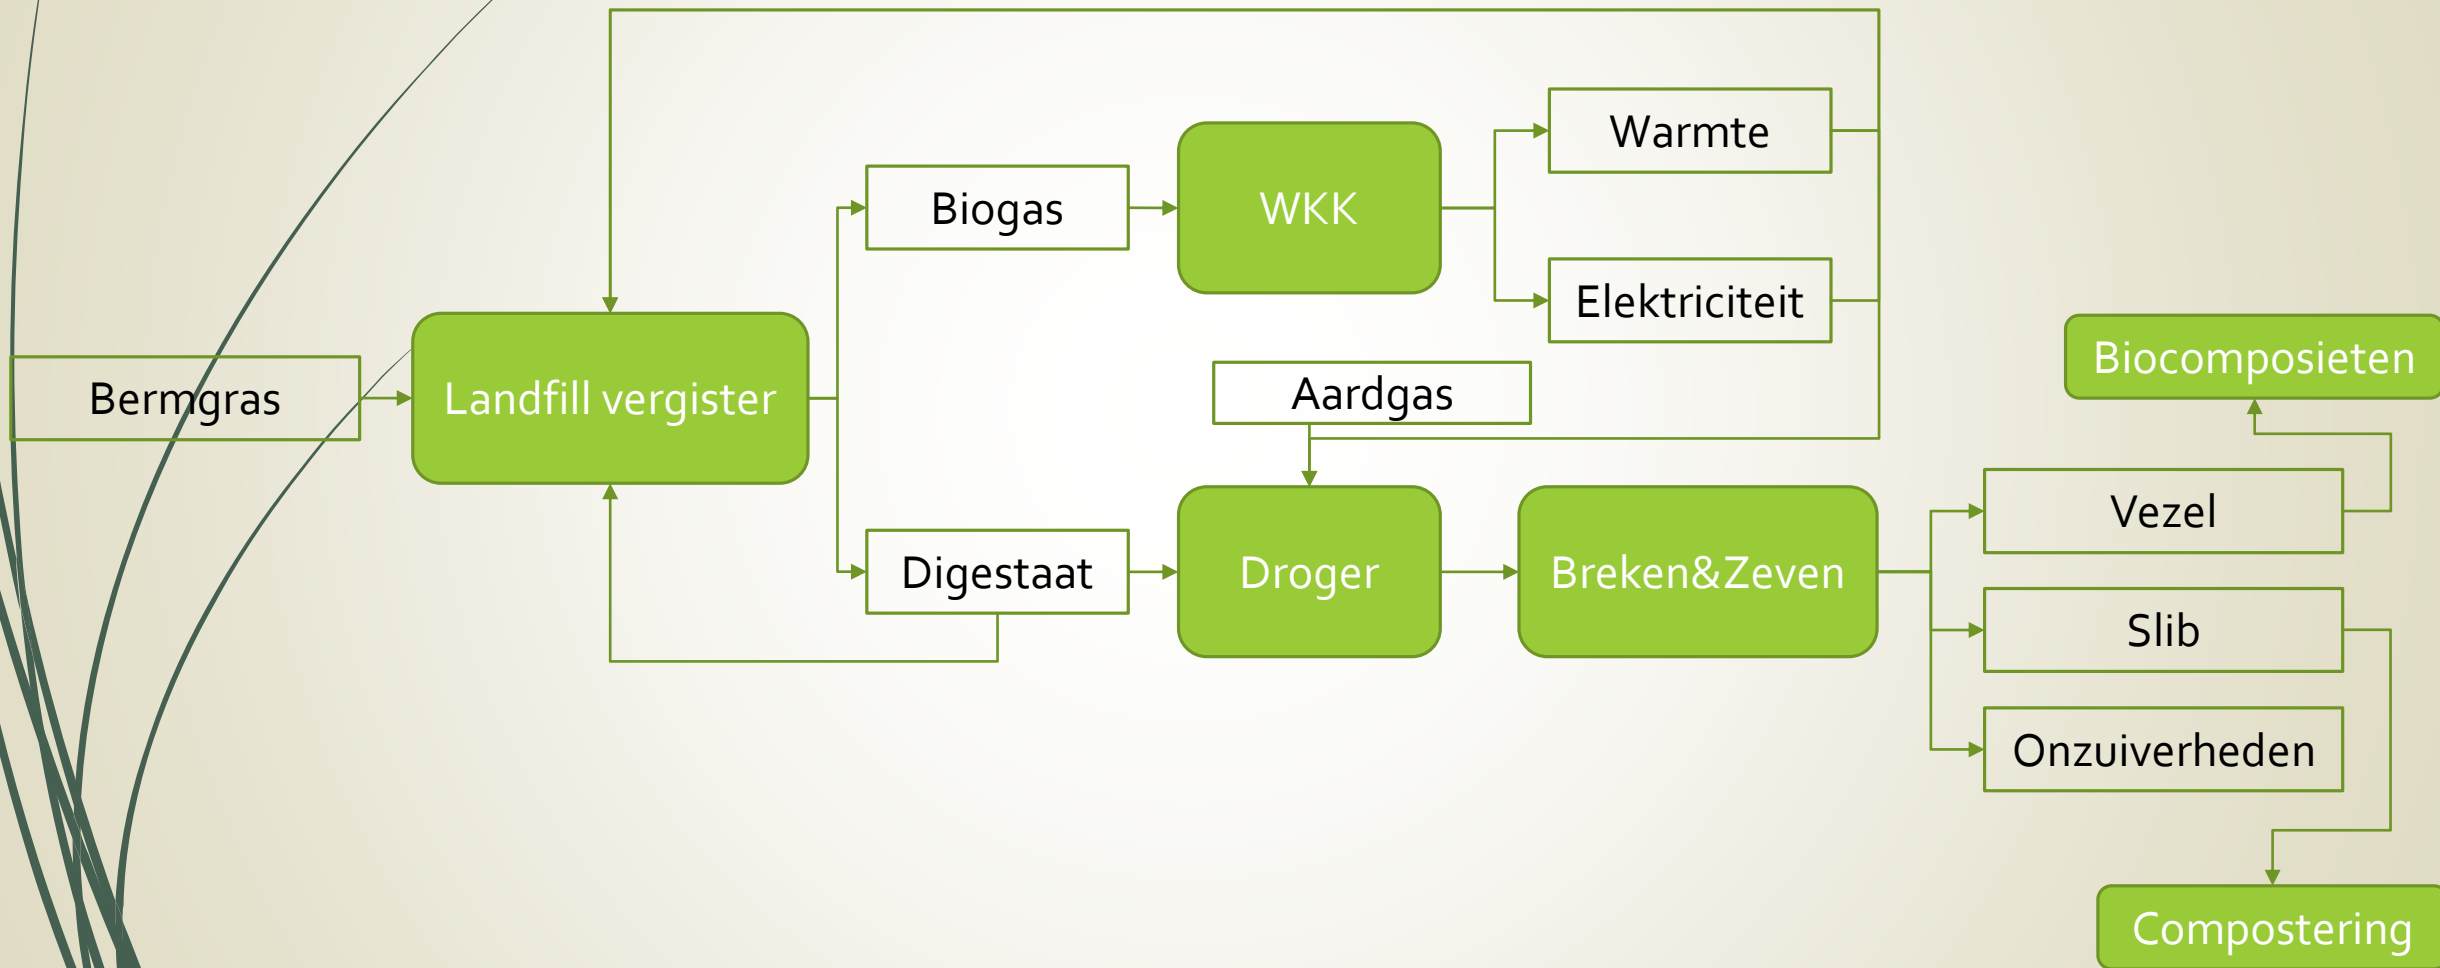 Bermgras
Landfill vergister
Biogas
Digestaat
WKK
Warmte
Elektriciteit
Aardgas
Droger
Breken&Zeven
Biocomposieten
Vezel
Slib
Onzuiverheden
Compostering